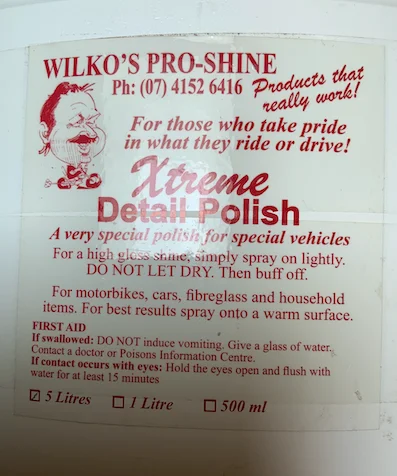 WILKO'S PRO-SHINE
Ph: (07) 4152 6416
Products that
really work!
For those who take pride
in what they ride or drive!
Xtreme
Detail Polish
A very special polish for special vehicles
For a high gloss shine, simply spray on lightly.
DO NOT LET DRY. Then buff off.
For motorbikes, cars, fibreglass and household
items. For best results spray onto a warm surface.
FIRST AID
If swallowed: DO NOT induce vomiting. Give a glass of water.
Contact a doctor or Poisons Information Centre.
If contact occurs with eyes: Hold the eyes open and flush with
water for at least 15 minutes
☑ 5 Litres ☐ 1 Litre ☐ 500 ml